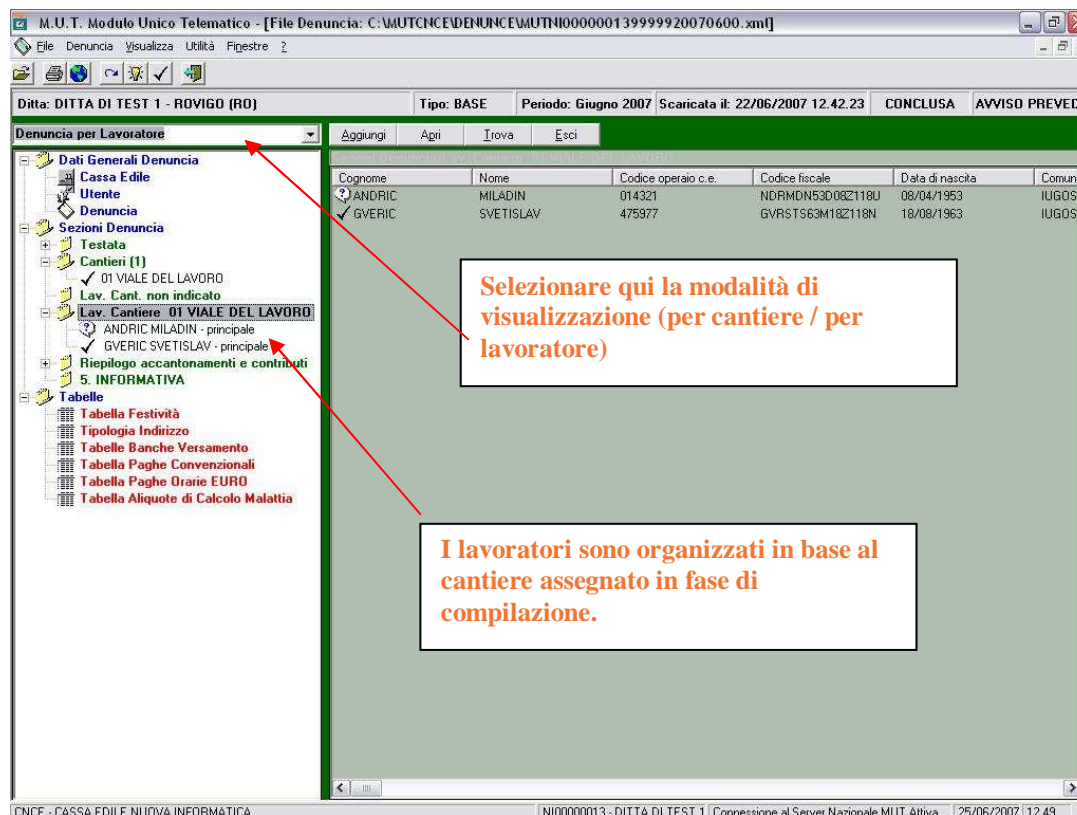 M.U.T. Modulo Unico Telematico - [File Denuncia: C:\MUTCNCE\DENUNCE\MUTNI00000013999920070600.xml]
File Denuncia Visualizza Utilità Finestre ?
Ditta: DITTA DI TEST 1 - ROVIGO (RO) Tipo: BASE Periodo: Giugno 2007 Scaricata il: 22/06/2007 12.42.23 CONCLUSA AVVISO PREVED
Denuncia per Lavoratore Aggiungi Apri Trova Esci
Sezioni Denuncia/Lav. Cantiere 01 VIALE DEL LAVORO
Cognome Nome Codice operaio c.e. Codice fiscale Data di nascita Comun
ANDRIC MILADIN 014321 NDRMDN53D08Z118U 08/04/1953 IUGOS
GVERIC SVETISLAV 475977 GVRSTS63M18Z118N 18/08/1963 IUGOS
Dati Generali Denuncia
Cassa Edile
Utente
Denuncia
Sezioni Denuncia
Testata
Cantieri (1)
01 VIALE DEL LAVORO
Lav. Cant. non indicato
Lav. Cantiere 01 VIALE DEL LAVORO
ANDRIC MILADIN - principale
GVERIC SVETISLAV - principale
Riepilogo accantonamenti e contributi
5. INFORMATIVA
Tabelle
Tabella Festività
Tipologia Indirizzo
Tabelle Banche Versamento
Tabella Paghe Convenzionali
Tabella Paghe Orarie EURO
Tabella Aliquote di Calcolo Malattia
Selezionare qui la modalità di
visualizzazione (per cantiere / per
lavoratore)
I lavoratori sono organizzati in base al
cantiere assegnato in fase di
compilazione.
CNCE - CASSA EDILE NUOVA INFORMATICA NI00000013 - DITTA DI TEST 1 Connessione al Server Nazionale MUT Attiva 25/06/2007 12.49